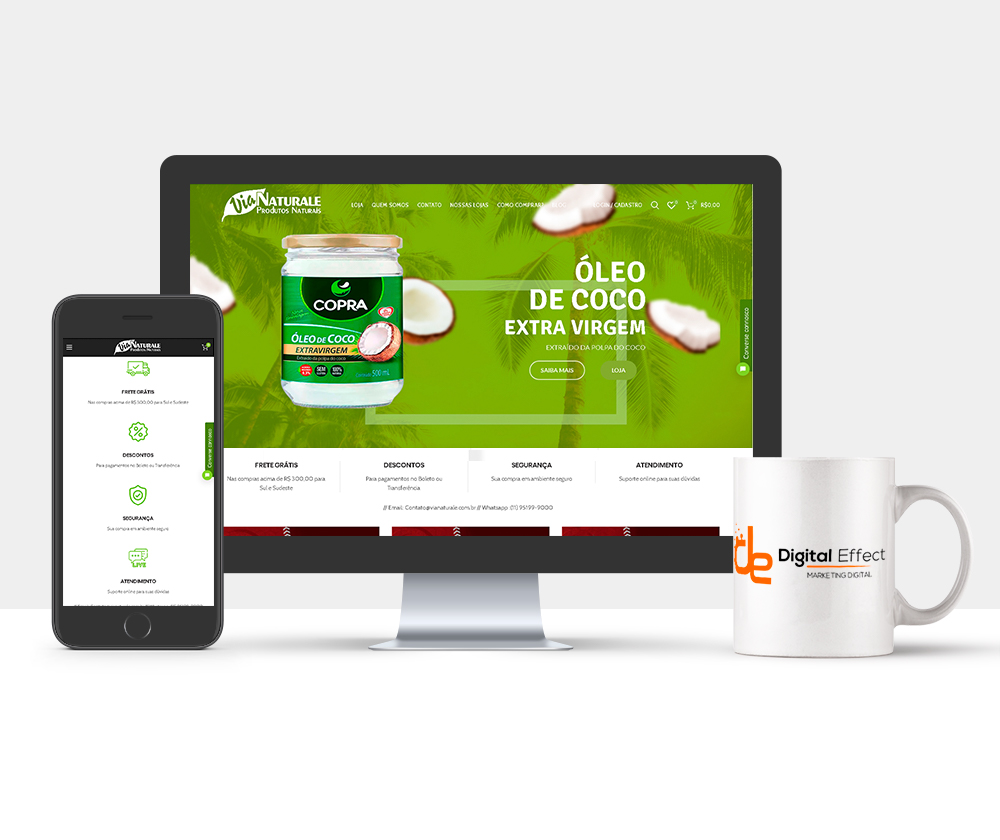 Via Naturale
Produtos Naturais
LOJA QUEM SOMOS CONTATO NOSSAS LOJAS COMO COMPRAR? BLOG LOGIN / CADASTRO 0 0 R$0,00
ÓLEO
DE COCO
EXTRA VIRGEM
EXTRAÍDO DA POLPA DO COCO
SAIBA MAIS LOJA
COPRA
ÓLEO DE COCO
EXTRAVIRGEM
Extraído da polpa do coco
SEM
100%
500 mL
Converse conosco
FRETE GRÁTIS
Nas compras acima de R$ 300,00 para
Sul e Sudeste
DESCONTOS
Para pagamentos no Boleto ou
Transferência
SEGURANÇA
Sua compra em ambiente seguro
ATENDIMENTO
Suporte online para suas dúvidas
// Email: Contato@vianaturale.com.br // Whatsapp: (11) 95199-9000
Via Naturale
Produtos Naturais
FRETE GRÁTIS
Nas compras acima de R$ 300,00 para Sul e Sudeste
DESCONTOS
Para pagamentos no Boleto ou Transferência
Converse conosco
SEGURANÇA
Sua compra em ambiente seguro
LIVE
ATENDIMENTO
Suporte online para suas dúvidas
de
Digital Effect
MARKETING DIGITAL